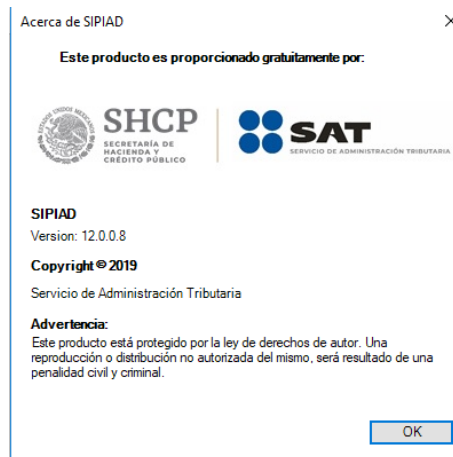 Acerca de SIPIAD
Este producto es proporcionado gratuitamente por:
ESTADOS UNIDOS MEXICANOS
SHCP
SECRETARÍA DE
HACIENDA Y
CRÉDITO PÚBLICO
SAT
SERVICIO DE ADMINISTRACIÓN TRIBUTARIA
SIPIAD
Version: 12.0.0.8
Copyright © 2019
Servicio de Administración Tributaria
Advertencia:
Este producto está protegido por la ley de derechos de autor. Una
reproducción o distribución no autorizada del mismo, será resultado de una
penalidad civil y criminal.
OK